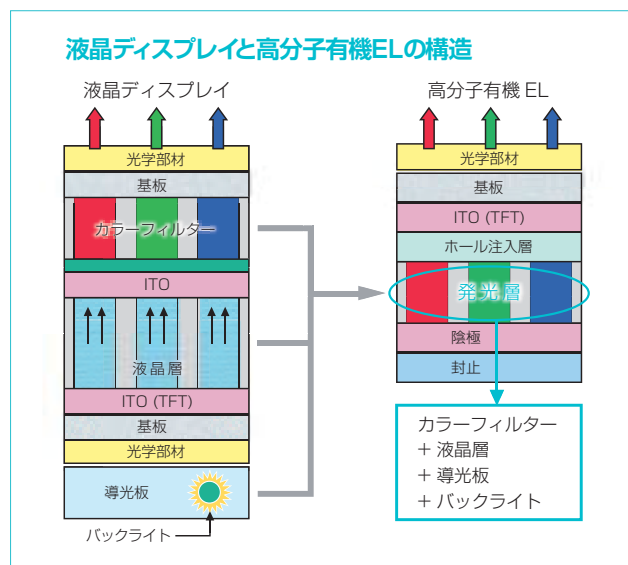 液晶ディスプレイと高分子有機ELの構造
液晶ディスプレイ
光学部材
基板
カラーフィルター
ITO
液晶層
ITO (TFT)
基板
光学部材
導光板
バックライト
高分子有機 EL
光学部材
基板
ITO (TFT)
ホール注入層
発光層
陰極
封止
カラーフィルター
+ 液晶層
+ 導光板
+ バックライト